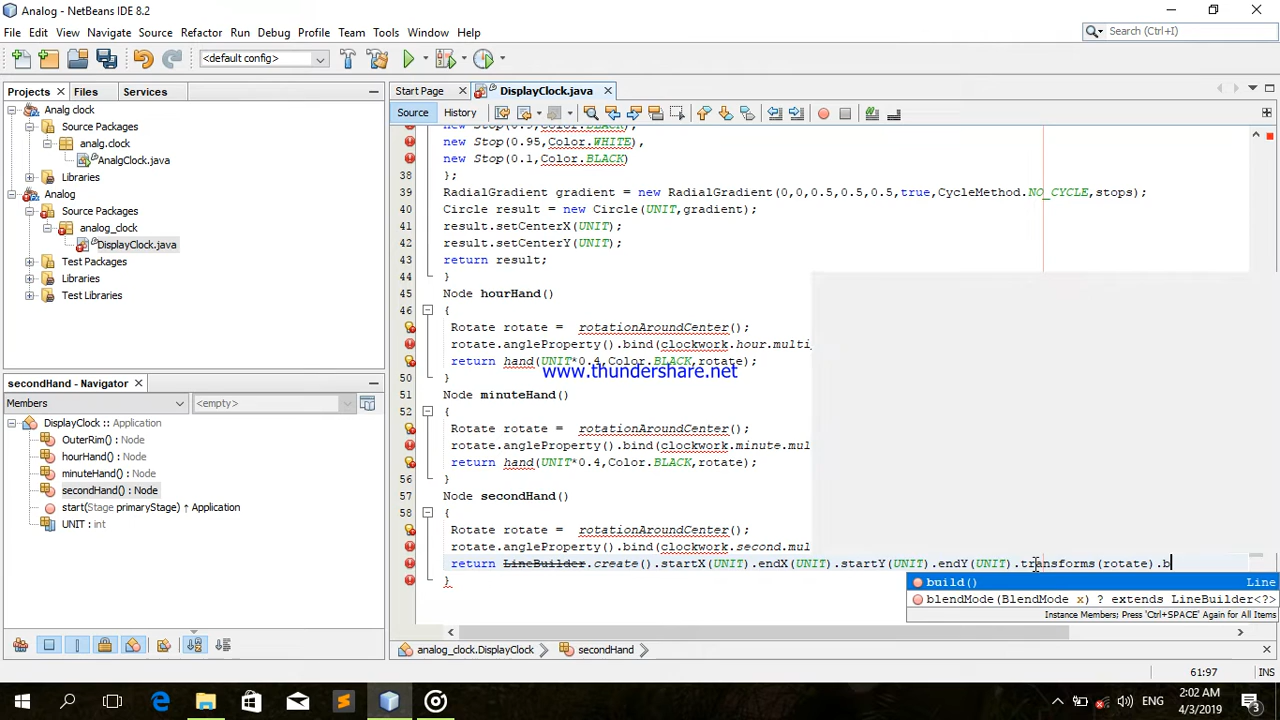 Analog - NetBeans IDE 8.2
File Edit View Navigate Source Refactor Run Debug Profile Team Tools Window Help
Search (Ctrl+I)
<default config>
Projects Files Services
Start Page DisplayClock.java
Source History
Analg clock
Source Packages
analg.clock
AnalgClock.java
Libraries
Analog
Source Packages
analog_clock
DisplayClock.java
Test Packages
Libraries
Test Libraries
secondHand - Navigator
Members <empty>
DisplayClock :: Application
OuterRim() : Node
hourHand() : Node
minuteHand() : Node
secondHand() : Node
start(Stage primaryStage) ↑ Application
UNIT : int
new Stop(0.9,Color.BLACK),
new Stop(0.95,Color.WHITE),
new Stop(0.1,Color.BLACK)
38 };
39 RadialGradient gradient = new RadialGradient(0,0,0.5,0.5,0.5,true,CycleMethod.NO_CYCLE,stops);
40 Circle result = new Circle(UNIT,gradient);
41 result.setCenterX(UNIT);
42 result.setCenterY(UNIT);
43 return result;
44 }
45 Node hourHand()
46 {
Rotate rotate = rotationAroundCenter();
rotate.angleProperty().bind(clockwork.hour.multi
return hand(UNIT*0.4,Color.BLACK,rotate);
www.thundershare.net
50 }
51 Node minuteHand()
52 {
Rotate rotate = rotationAroundCenter();
rotate.angleProperty().bind(clockwork.minute.mul
return hand(UNIT*0.4,Color.BLACK,rotate);
56 }
57 Node secondHand()
58 {
Rotate rotate = rotationAroundCenter();
rotate.angleProperty().bind(clockwork.second.mul
return LineBuilder.create().startX(UNIT).endX(UNIT).startY(UNIT).endY(UNIT).transforms(rotate).b
}
build() Line
blendMode(BlendMode x) ? extends LineBuilder<?>
Instance Members; Press 'Ctrl+SPACE' Again for All Items
analog_clock.DisplayClock secondHand
61:97
ENG
2:02 AM
4/3/2019
3